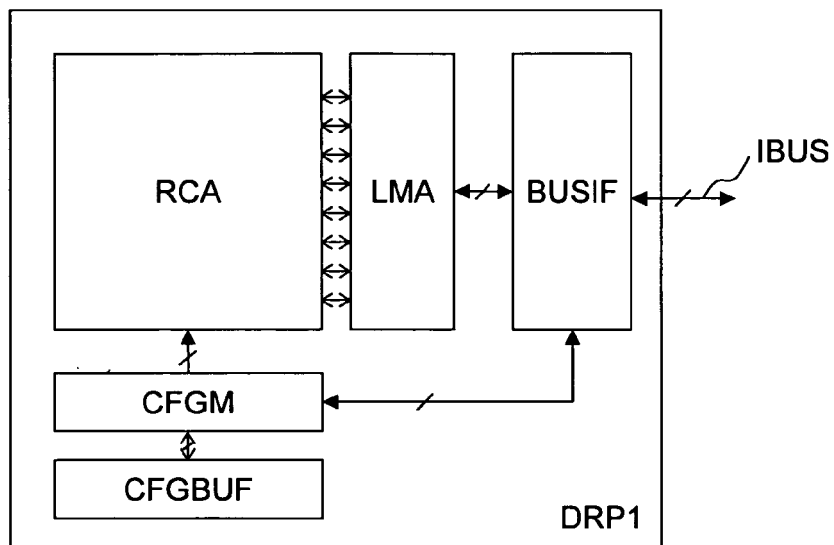 RCA
LMA
BUSIF
IBUS
CFGM
CFGBUF
DRP1